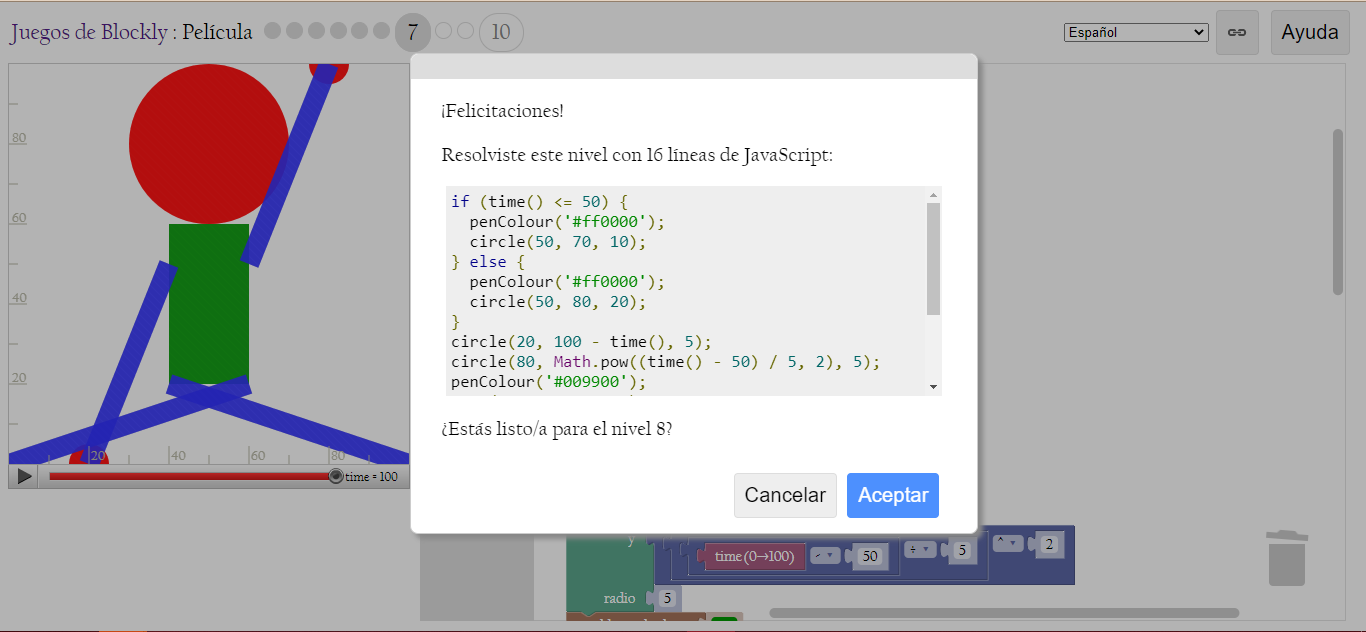 Juegos de Blockly : Película 7 10 Español Ayuda
¡Felicitaciones!
Resolviste este nivel con 16 líneas de JavaScript:
if (time() <= 50) {
penColour('#ff0000');
circle(50, 70, 10);
} else {
penColour('#ff0000');
circle(50, 80, 20);
}
circle(20, 100 - time(), 5);
circle(80, Math.pow((time() - 50) / 5, 2), 5);
penColour('#009900');
¿Estás listo/a para el nivel 8?
Cancelar Aceptar
80
60
40
20
20 40 60 80
time = 100
y time (0→100) - 50 ÷ 5 ^ 2
radio 5